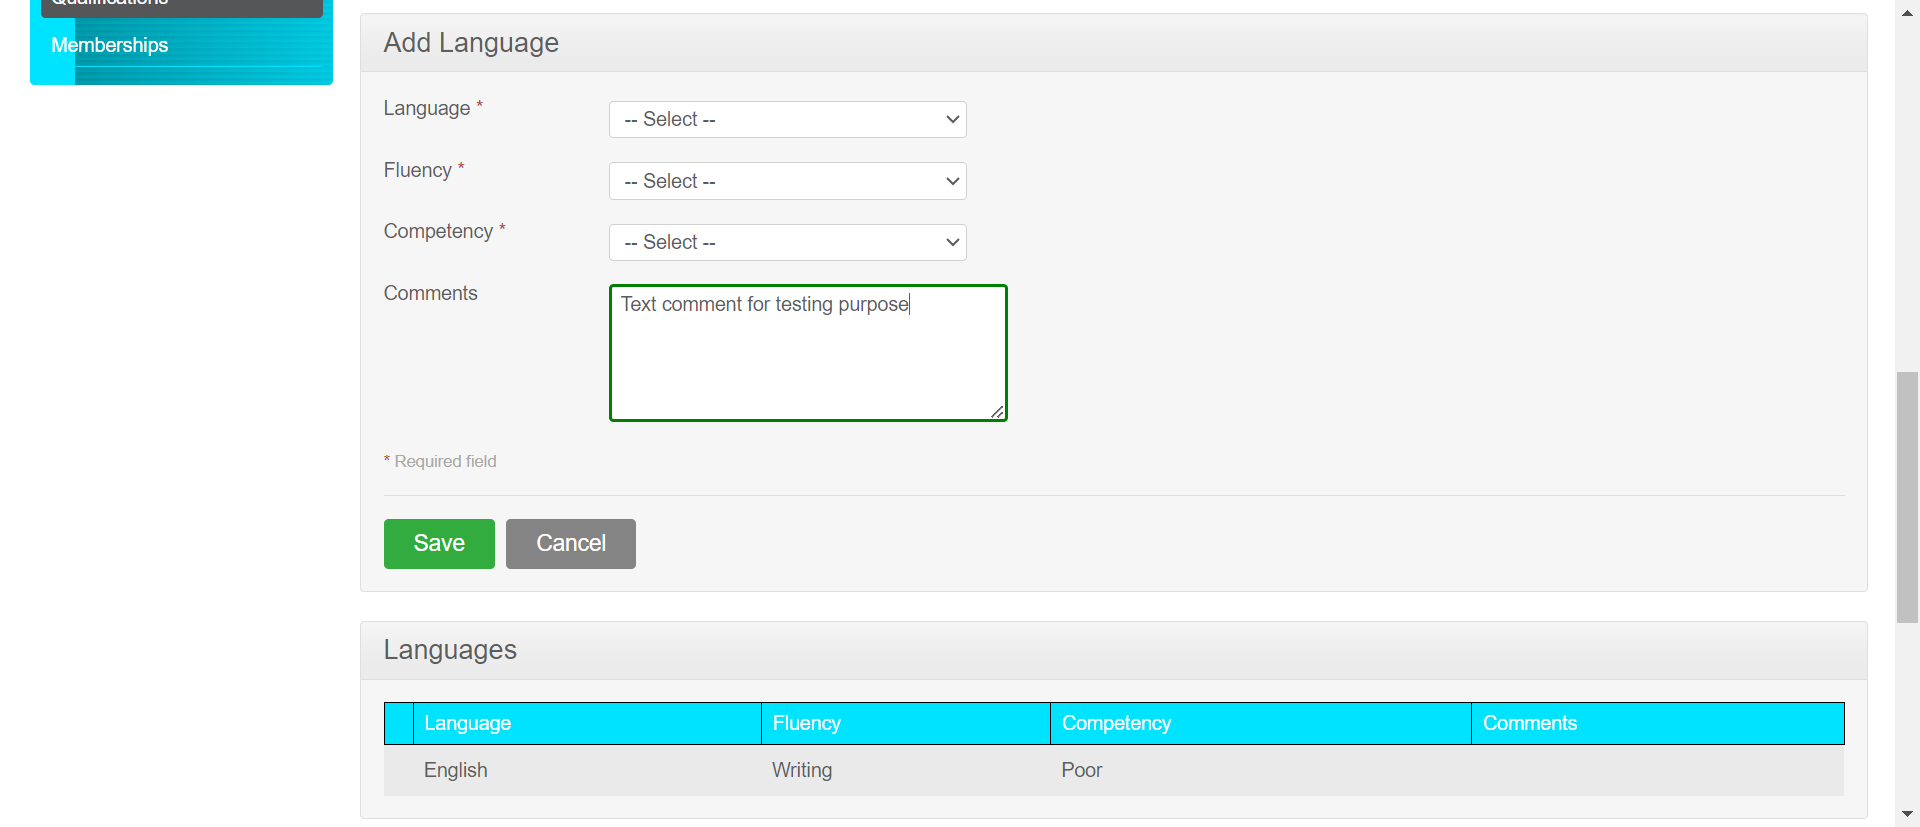 Qualifications
Memberships
Add Language
Language *
-- Select --
Fluency *
-- Select --
Competency *
-- Select --
Comments
Text comment for testing purpose
* Required field
Save Cancel
Languages
Language Fluency Competency Comments
English Writing Poor